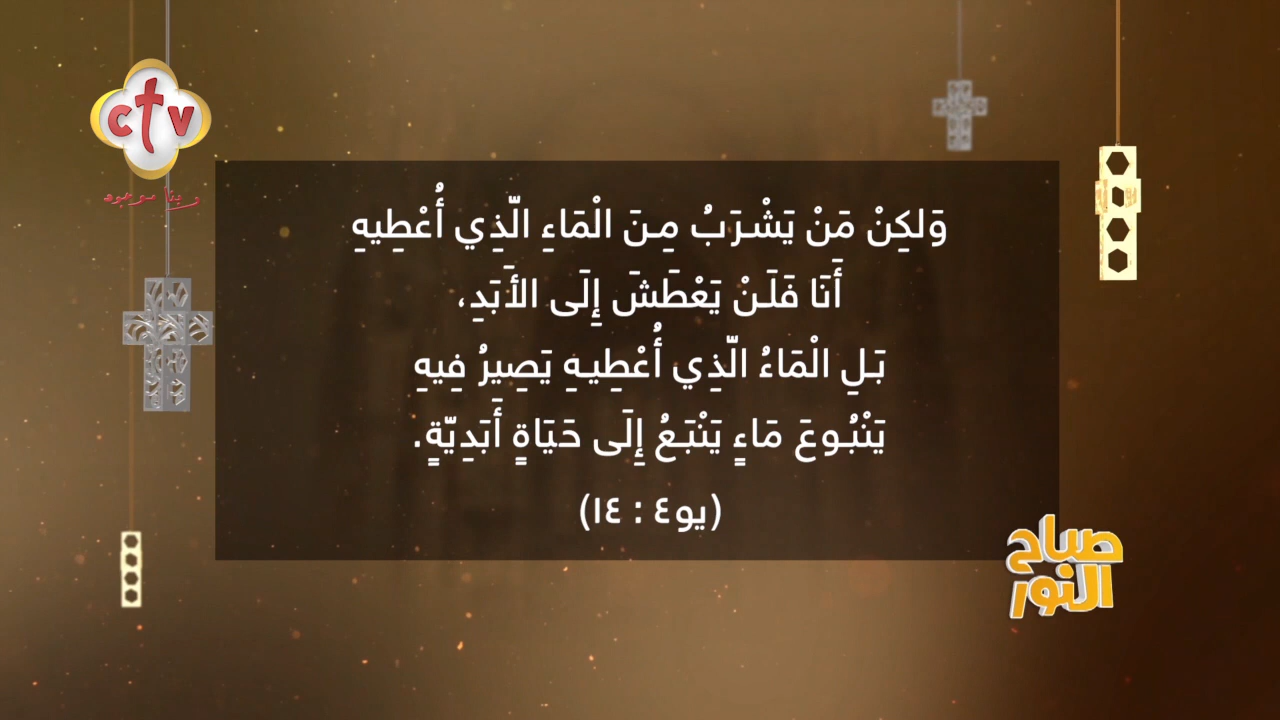 ctv
وَلكِنْ مَنْ يَشْرَبُ مِنَ الْمَاءِ الَّذِي أُعْطِيهِ
أَنَا فَلَنْ يَعْطَشَ إِلَى الأَبَدِ،
بَلِ الْمَاءُ الَّذِي أُعْطِيهِ يَصِيرُ فِيهِ
يَنْبُوعَ مَاءٍ يَنْبَعُ إِلَى حَيَاةٍ أَبَدِيَّةٍ.
(يو٤ : ١٤)
صباح
النور